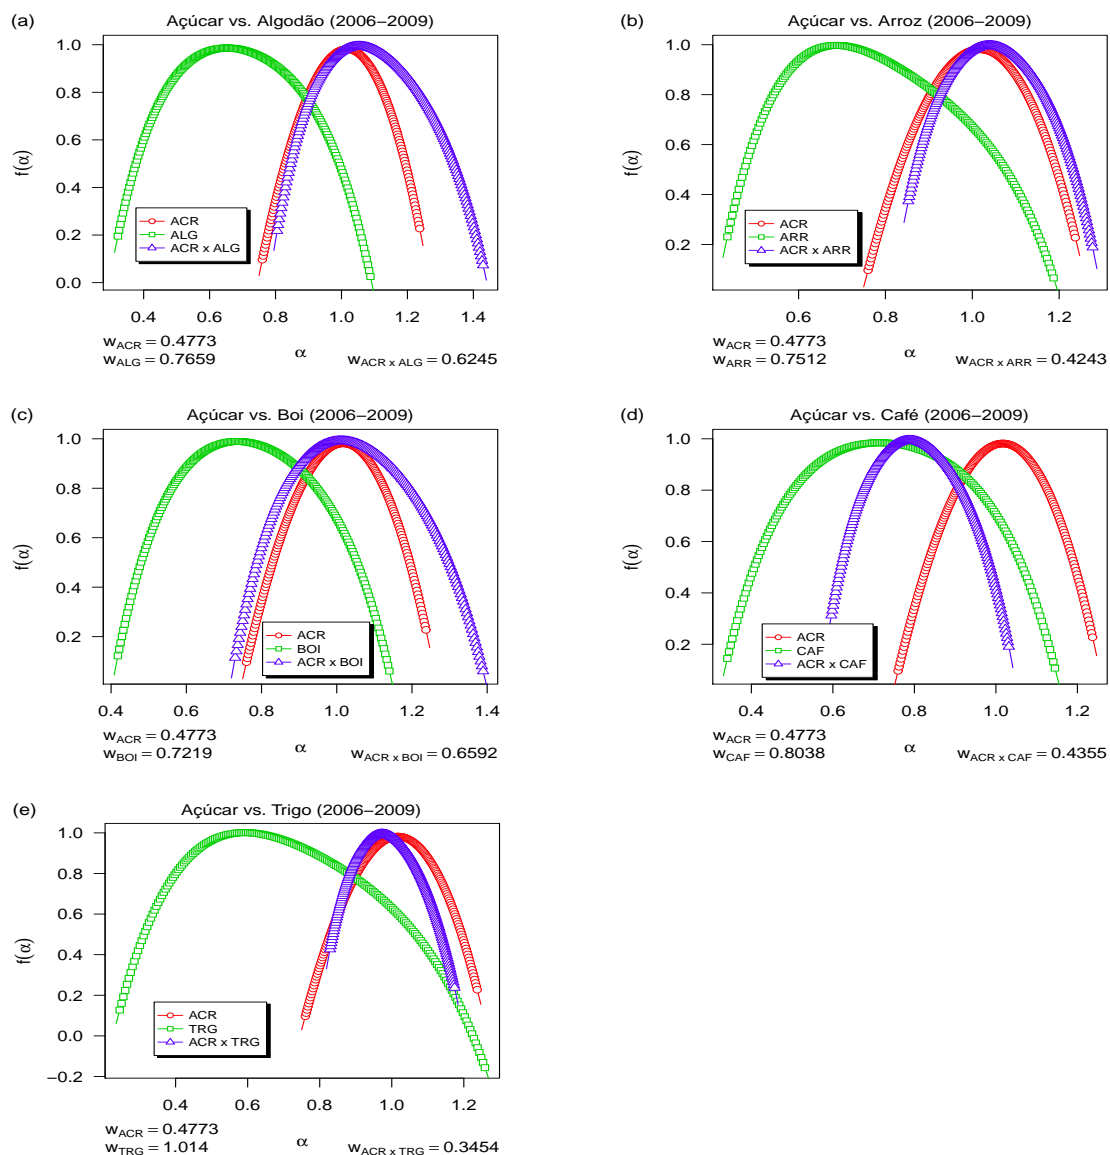 (a)
Açúcar vs. Algodão (2006−2009)
f(α)
1.0
0.8
0.6
0.4
0.2
0.0
ACR
ALG
ACR x ALG
0.4 0.6 0.8 1.0 1.2 1.4
α
wACR = 0.4773
wALG = 0.7659
wACR x ALG = 0.6245
(b)
Açúcar vs. Arroz (2006−2009)
f(α)
1.0
0.8
0.6
0.4
0.2
ACR
ARR
ACR x ARR
0.6 0.8 1.0 1.2
α
wACR = 0.4773
wARR = 0.7512
wACR x ARR = 0.4243
(c)
Açúcar vs. Boi (2006−2009)
f(α)
1.0
0.8
0.6
0.4
0.2
ACR
BOI
ACR x BOI
0.4 0.6 0.8 1.0 1.2 1.4
α
wACR = 0.4773
wBOI = 0.7219
wACR x BOI = 0.6592
(d)
Açúcar vs. Café (2006−2009)
f(α)
1.0
0.8
0.6
0.4
0.2
ACR
CAF
ACR x CAF
0.4 0.6 0.8 1.0 1.2
α
wACR = 0.4773
wCAF = 0.8038
wACR x CAF = 0.4355
(e)
Açúcar vs. Trigo (2006−2009)
f(α)
1.0
0.8
0.6
0.4
0.2
0.0
−0.2
ACR
TRG
ACR x TRG
0.4 0.6 0.8 1.0 1.2
α
wACR = 0.4773
wTRG = 1.014
wACR x TRG = 0.3454